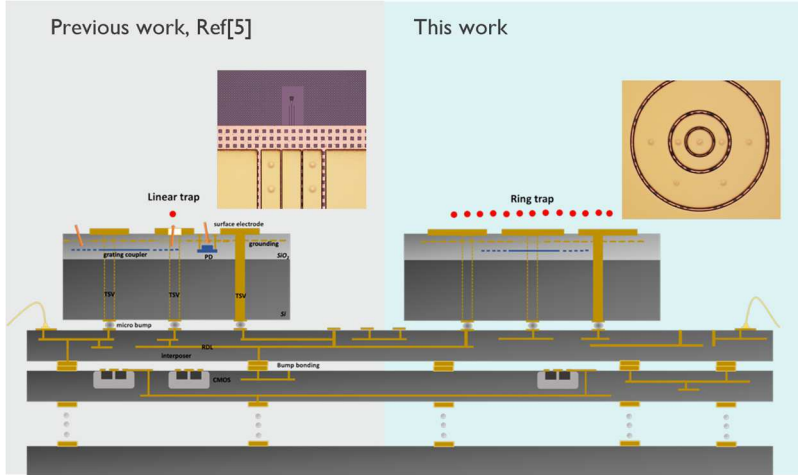 Previous work, Ref[5]
This work
Linear trap
Ring trap
surface electrode
grounding
grating coupler
PD
SiO₂
TSV
TSV
TSV
Si
micro bump
RDL
interposer
Bump bonding
CMOS